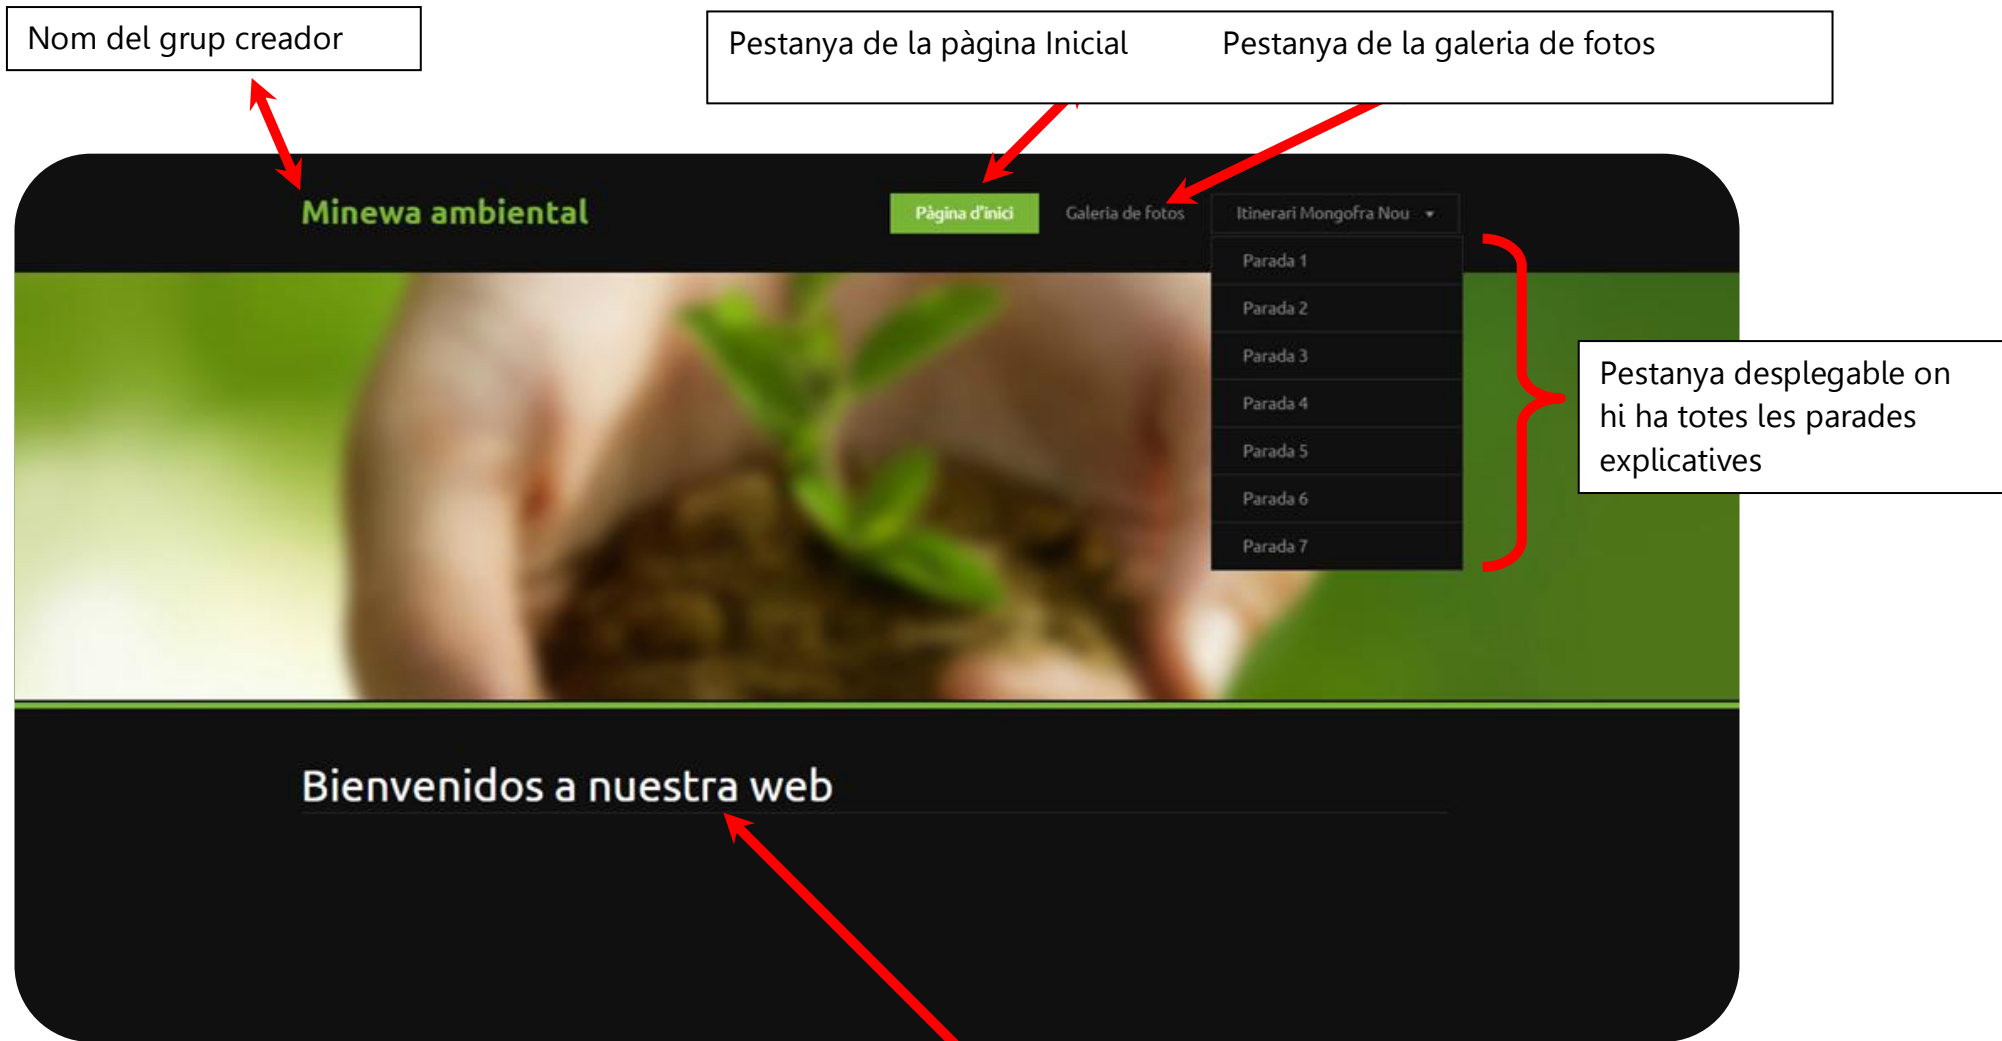 Nom del grup creador
Pestanya de la pàgina Inicial Pestanya de la galeria de fotos
Minewa ambiental
Pàgina d'inici Galeria de fotos Itinerari Mongofra Nou
Parada 1
Parada 2
Parada 3
Parada 4
Parada 5
Parada 6
Parada 7
Pestanya desplegable on
hi ha totes les parades
explicatives
Bienvenidos a nuestra web